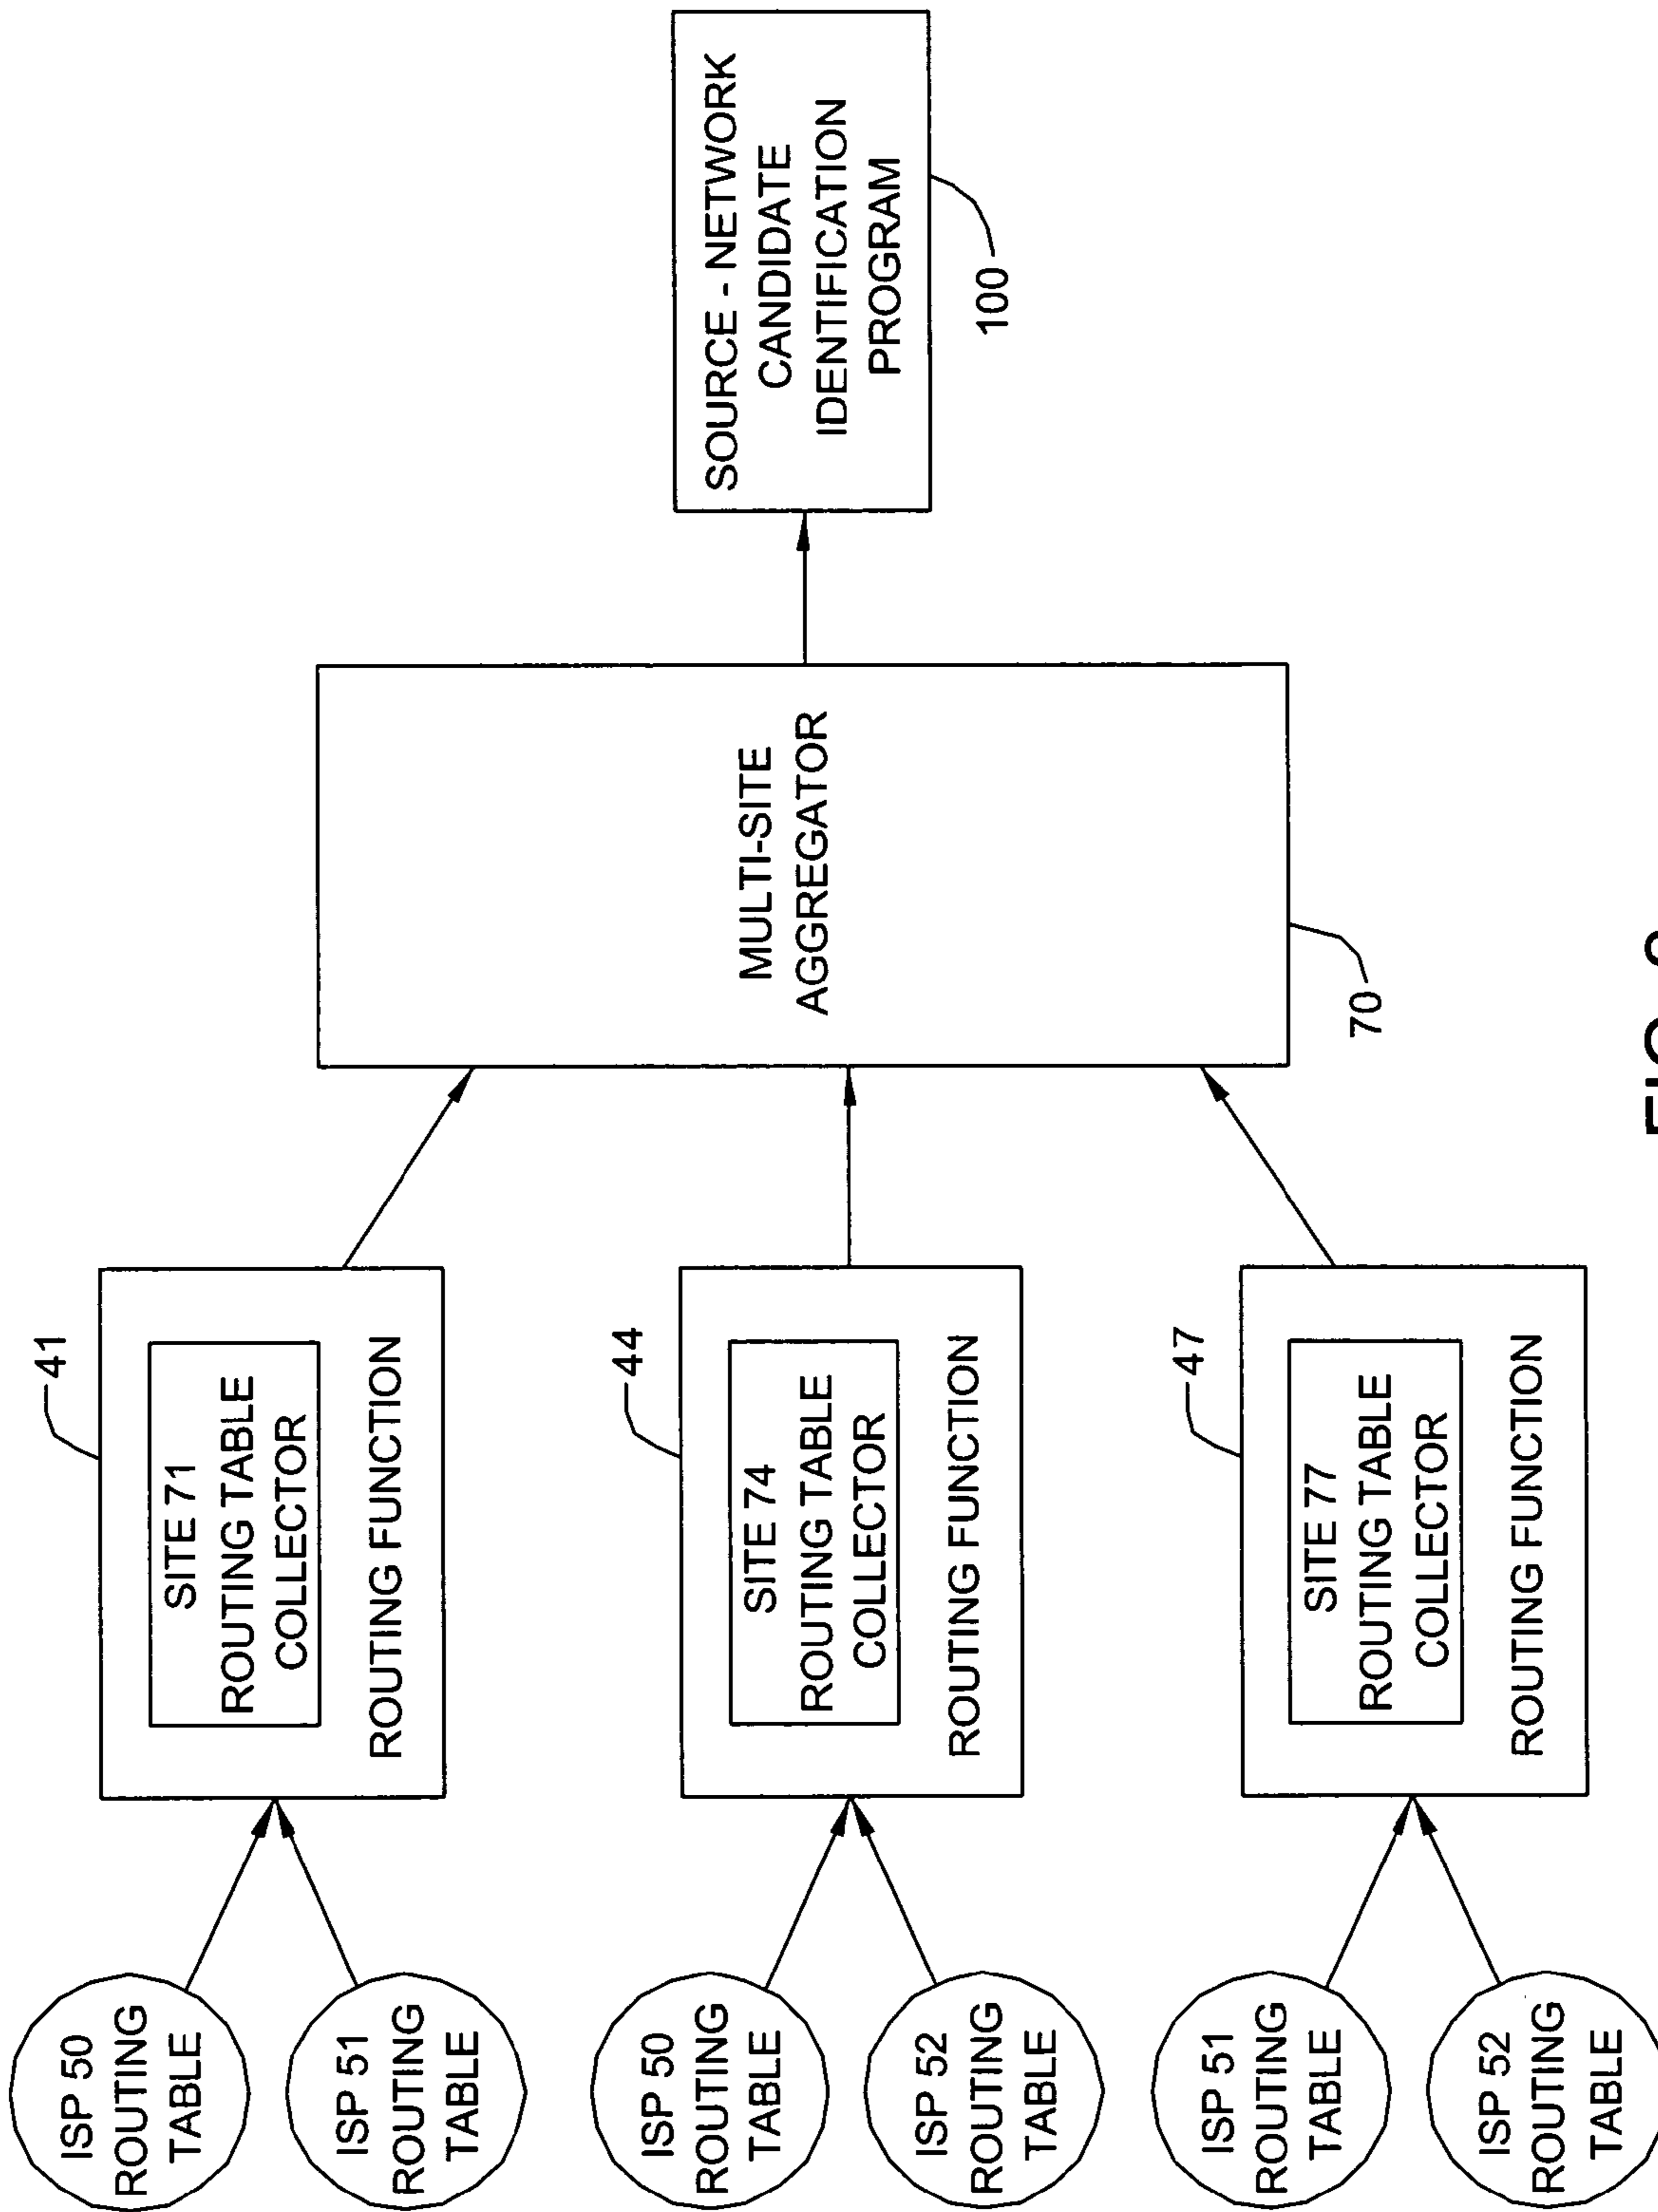 ISP 50
ROUTING
TABLE
ISP 51
ROUTING
TABLE
41
SITE 71
ROUTING TABLE
COLLECTOR
ROUTING FUNCTION
ISP 50
ROUTING
TABLE
ISP 52
ROUTING
TABLE
44
SITE 74
ROUTING TABLE
COLLECTOR
ROUTING FUNCTION
ISP 51
ROUTING
TABLE
ISP 52
ROUTING
TABLE
47
SITE 77
ROUTING TABLE
COLLECTOR
ROUTING FUNCTION
MULTI-SITE
AGGREGATOR
70
SOURCE - NETWORK
CANDIDATE
IDENTIFICATION
PROGRAM
100